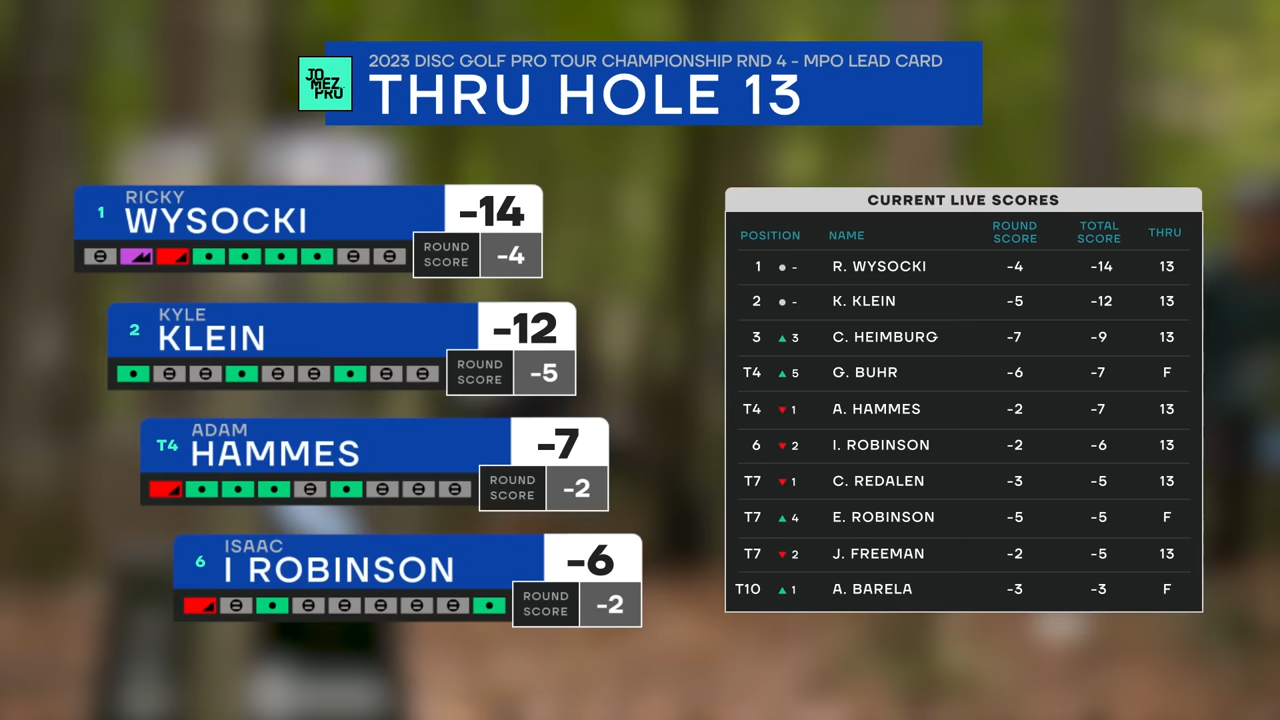 JO
MEZ
PRO
2023 DISC GOLF PRO TOUR CHAMPIONSHIP RND 4 - MPO LEAD CARD
THRU HOLE 13
1
RICKY
WYSOCKI
-14
ROUND
SCORE
-4
2
KYLE
KLEIN
-12
ROUND
SCORE
-5
T4
ADAM
HAMMES
-7
ROUND
SCORE
-2
6
ISAAC
I ROBINSON
-6
ROUND
SCORE
-2
CURRENT LIVE SCORES
POSITION NAME ROUND SCORE TOTAL SCORE THRU
1 - R. WYSOCKI -4 -14 13
2 - K. KLEIN -5 -12 13
3 3 C. HEIMBURG -7 -9 13
T4 5 G. BUHR -6 -7 F
T4 1 A. HAMMES -2 -7 13
6 2 I. ROBINSON -2 -6 13
T7 1 C. REDALEN -3 -5 13
T7 4 E. ROBINSON -5 -5 F
T7 2 J. FREEMAN -2 -5 13
T10 1 A. BARELA -3 -3 F